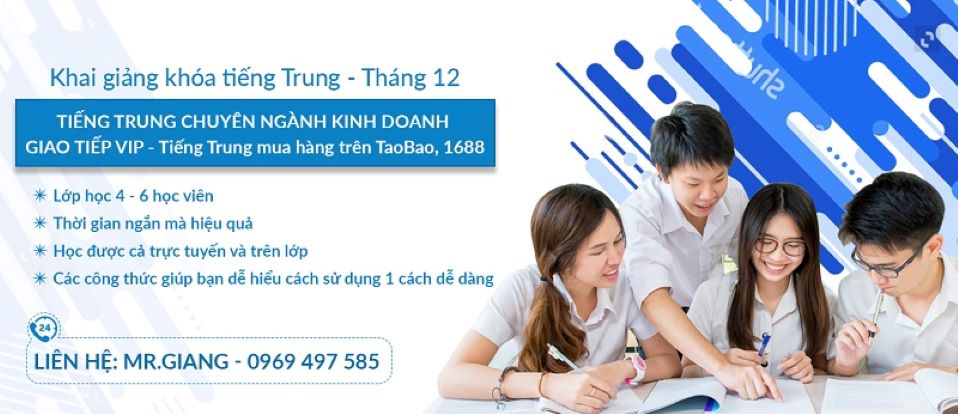 Khai giảng khóa tiếng Trung - Tháng 12
TIẾNG TRUNG CHUYÊN NGÀNH KINH DOANH
GIAO TIẾP VIP - Tiếng Trung mua hàng trên TaoBao, 1688
Lớp học 4 - 6 học viên
Thời gian ngắn mà hiệu quả
Học được cả trực tuyến và trên lớp
Các công thức giúp bạn dễ hiểu cách sử dụng 1 cách dễ dàng
24
LIÊN HỆ: MR.GIANG - 0969 497 585